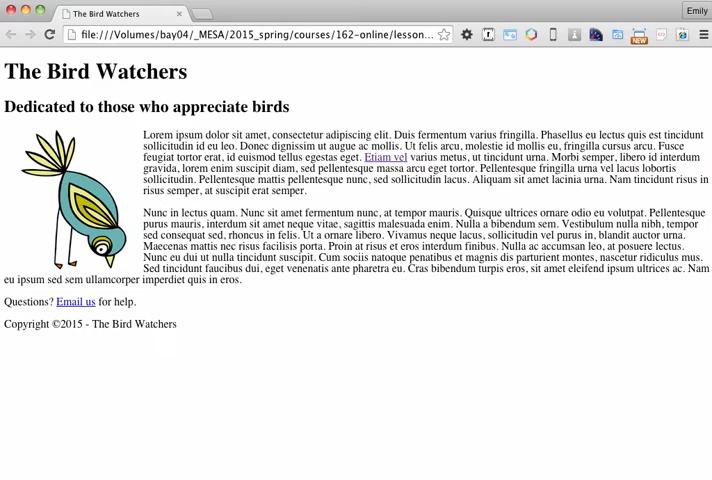 The Bird Watchers
Emily
file:///Volumes/bay04/_MESA/2015_spring/courses/162-online/lesson...
NEW
The Bird Watchers
Dedicated to those who appreciate birds
Lorem ipsum dolor sit amet, consectetur adipiscing elit. Duis fermentum varius fringilla. Phasellus eu lectus quis est tincidunt
sollicitudin id eu leo. Donec dignissim ut augue ac mollis. Ut felis arcu, molestie id mollis eu, fringilla cursus arcu. Fusce
feugiat tortor erat, id euismod tellus egestas eget. Etiam vel varius metus, ut tincidunt urna. Morbi semper, libero id interdum
gravida, lorem enim suscipit diam, sed pellentesque massa arcu eget tortor. Pellentesque fringilla urna vel lacus lobortis
sollicitudin. Pellentesque mattis pellentesque nunc, sed sollicitudin lacus. Aliquam sit amet lacinia urna. Nam tincidunt risus in
risus semper, at suscipit erat semper.
Nunc in lectus quam. Nunc sit amet fermentum nunc, at tempor mauris. Quisque ultrices ornare odio eu volutpat. Pellentesque
purus mauris, interdum sit amet neque vitae, sagittis malesuada enim. Nulla a bibendum sem. Vestibulum nulla nibh, tempor
sed consequat sed, rhoncus in felis. Ut a ornare libero. Vivamus neque lacus, sollicitudin vel purus in, blandit auctor urna.
Maecenas mattis nec risus facilisis porta. Proin at risus et eros interdum finibus. Nulla ac accumsan leo, at posuere lectus.
Nunc eu dui ut nulla tincidunt suscipit. Cum sociis natoque penatibus et magnis dis parturient montes, nascetur ridiculus mus.
Sed tincidunt faucibus dui, eget venenatis ante pharetra eu. Cras bibendum turpis eros, sit amet eleifend ipsum ultrices ac. Nam
eu ipsum sed sem ullamcorper imperdiet quis in eros.
Questions? Email us for help.
Copyright ©2015 - The Bird Watchers